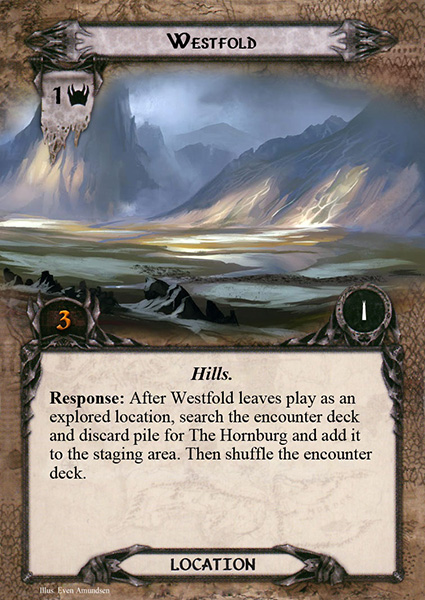 Westfold
1
3
Hills.
Response: After Westfold leaves play as an
explored location, search the encounter deck
and discard pile for The Hornburg and add it
to the staging area. Then shuffle the encounter
deck.
LOCATION
Illus. Even Amundsen